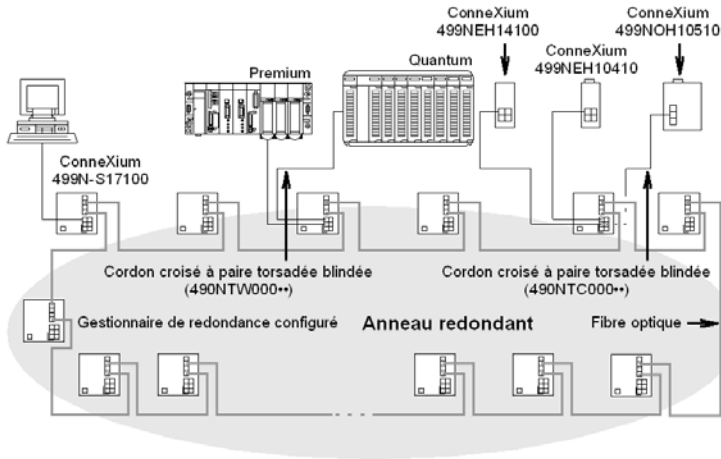 ConneXium
499NEH14100
ConneXium
499NOH10510
ConneXium
499NEH10410
Premium
Quantum
ConneXium
499N-S17100
Cordon croisé à paire torsadée blindée
(490NTW000••)
Cordon croisé à paire torsadée blindée
(490NTC000••)
Gestionnaire de redondance configuré
Anneau redondant
Fibre optique